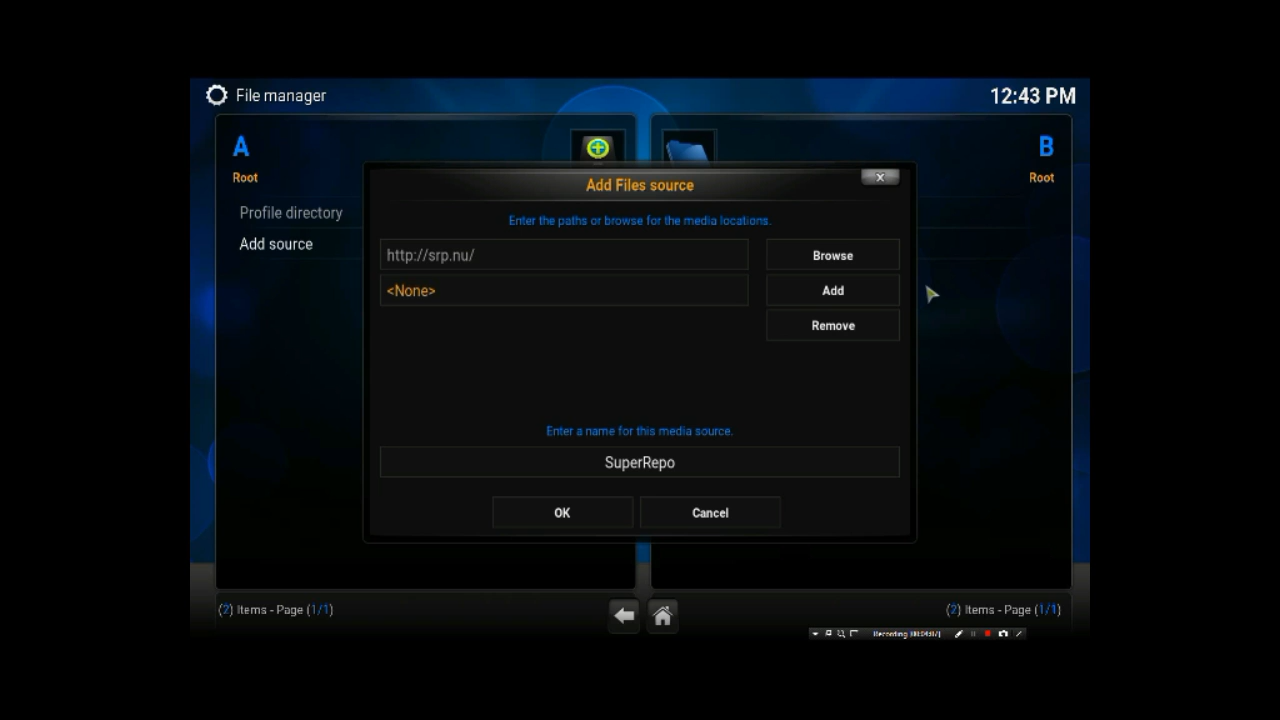 File manager
12:43 PM
A
B
Root
Root
Add Files source
Profile directory
Enter the paths or browse for the media locations.
Add source
http://srp.nu/
Browse
<None>
Add
Remove
Enter a name for this media source.
SuperRepo
OK
Cancel
(2) Items - Page (1/1)
(2) Items - Page (1/1)